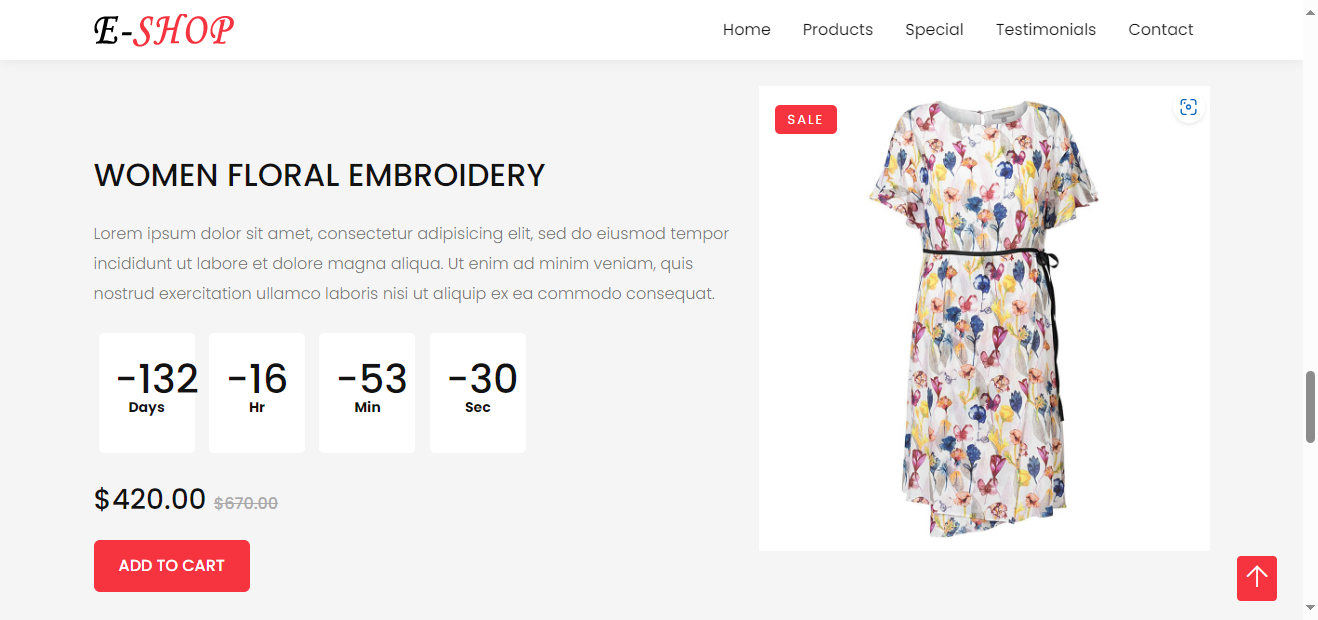 E-SHOP
Home Products Special Testimonials Contact
SALE
WOMEN FLORAL EMBROIDERY
Lorem ipsum dolor sit amet, consectetur adipisicing elit, sed do eiusmod tempor
incididunt ut labore et dolore magna aliqua. Ut enim ad minim veniam, quis
nostrud exercitation ullamco laboris nisi ut aliquip ex ea commodo consequat.
-132 -16 -53 -30
Days Hr Min Sec
$420.00 $670.00
ADD TO CART